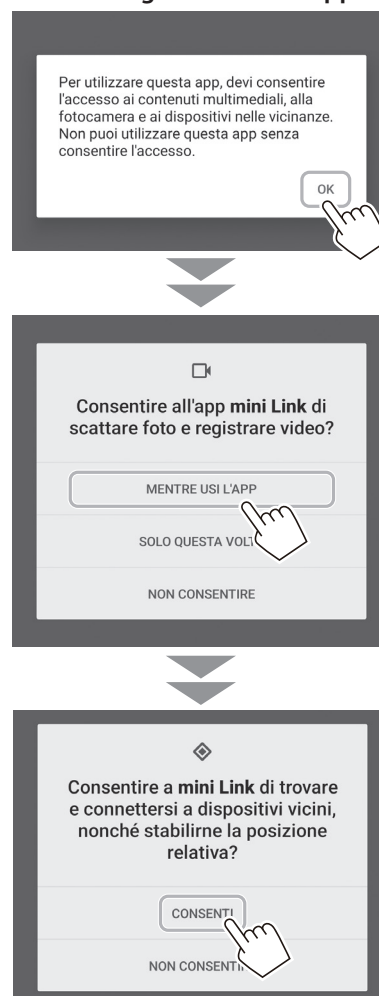 Per utilizzare questa app, devi consentire
l'accesso ai contenuti multimediali, alla
fotocamera e ai dispositivi nelle vicinanze.
Non puoi utilizzare questa app senza
consentire l'accesso.
OK
Consentire all'app mini Link di
scattare foto e registrare video?
MENTRE USI L'APP
SOLO QUESTA VOLT
NON CONSENTIRE
Consentire a mini Link di trovare
e connettersi a dispositivi vicini,
nonché stabilirne la posizione
relativa?
CONSENTI
NON CONSENTI